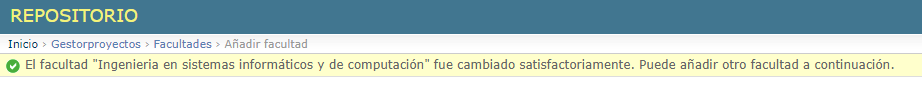 REPOSITORIO
Inicio › Gestorproyectos › Facultades › Añadir facultad
El facultad "Ingenieria en sistemas informáticos y de computación" fue cambiado satisfactoriamente. Puede añadir otro facultad a continuación.